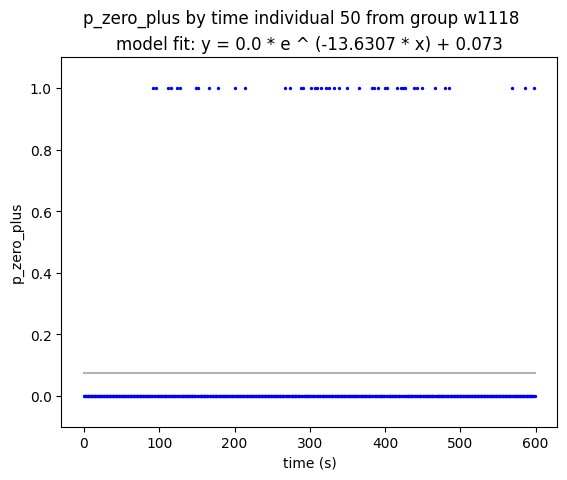 p_zero_plus by time individual 50 from group w1118
model fit: y = 0.0 * e ^ (-13.6307 * x) + 0.073
1.0
0.8
p_zero_plus
0.6
0.4
0.2
0.0
0 100 200 300 400 500 600
time (s)